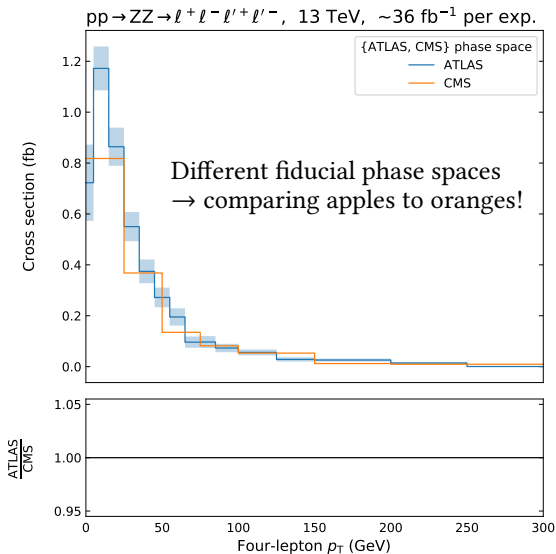 pp→ZZ→ℓ⁺ℓ⁻ℓ′⁺ℓ′⁻, 13 TeV, ~36 fb⁻¹ per exp.
{ATLAS, CMS} phase space
ATLAS
CMS
Different fiducial phase spaces
→ comparing apples to oranges!
Cross section (fb)
1.2
1.0
0.8
0.6
0.4
0.2
0.0
ATLAS
CMS
1.05
1.00
0.95
0 50 100 150 200 250 300
Four-lepton p_T (GeV)